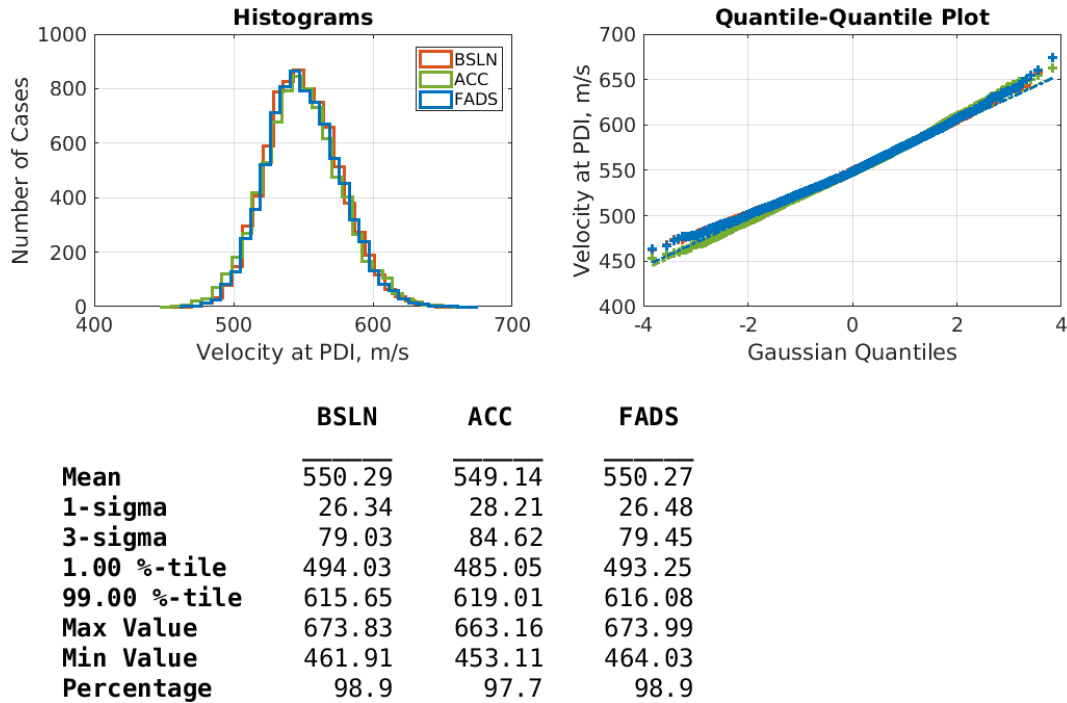 Histograms
1000
800
600
400
200
0
400 500 600 700
Number of Cases
Velocity at PDI, m/s
BSLN
ACC
FADS
Quantile-Quantile Plot
700
650
600
550
500
450
400
-4 -2 0 2 4
Velocity at PDI, m/s
Gaussian Quantiles
BSLN ACC FADS
Mean 550.29 549.14 550.27
1-sigma 26.34 28.21 26.48
3-sigma 79.03 84.62 79.45
1.00 %-tile 494.03 485.05 493.25
99.00 %-tile 615.65 619.01 616.08
Max Value 673.83 663.16 673.99
Min Value 461.91 453.11 464.03
Percentage 98.9 97.7 98.9